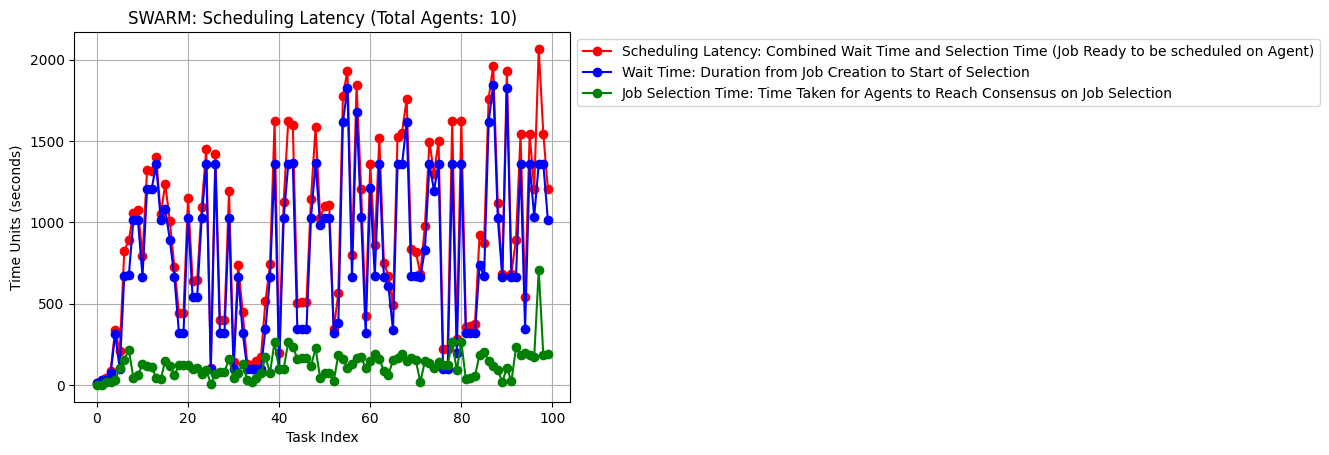 SWARM: Scheduling Latency (Total Agents: 10)
Scheduling Latency: Combined Wait Time and Selection Time (Job Ready to be scheduled on Agent)
Wait Time: Duration from Job Creation to Start of Selection
Job Selection Time: Time Taken for Agents to Reach Consensus on Job Selection
Time Units (seconds)
2000
1500
1000
500
0
0 20 40 60 80 100
Task Index